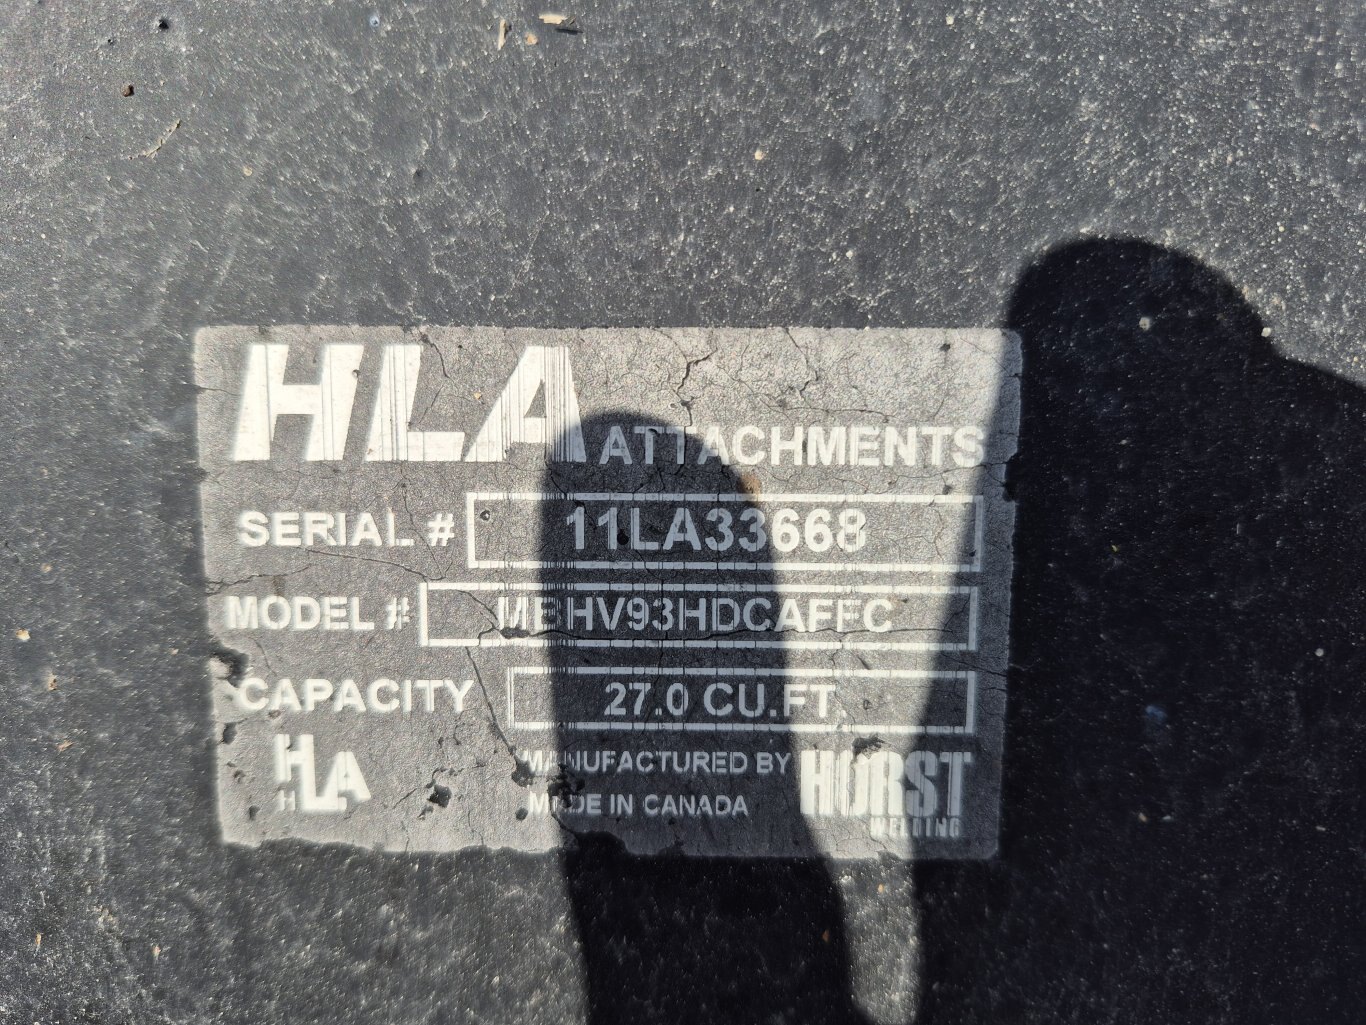 HLA ATTACHMENTS
SERIAL # 11LA33668
MODEL # MBHV93HDCAFFC
CAPACITY 27.0 CU.FT.
HLA
MANUFACTURED BY HORST
WELDING
MADE IN CANADA